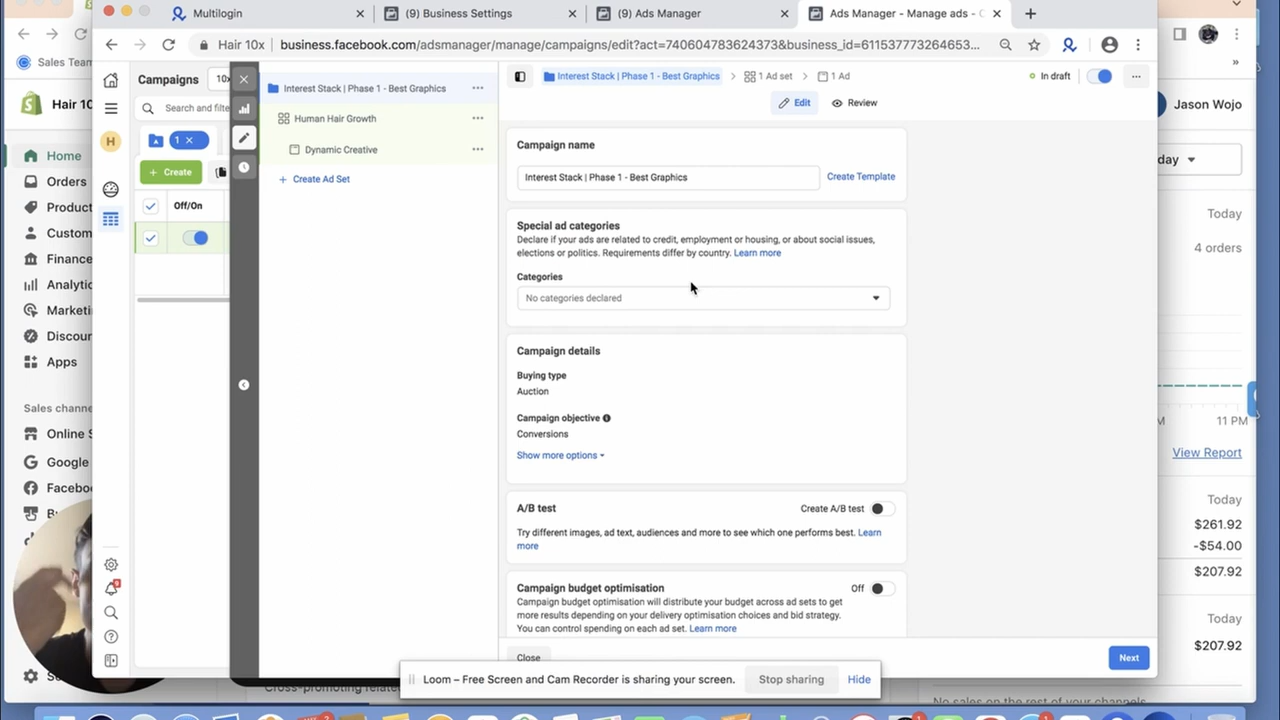 Multilogin
(9) Business Settings
(9) Ads Manager
Ads Manager - Manage ads - C
Hair 10x
business.facebook.com/adsmanager/manage/campaigns/edit?act=740604783624373&business_id=611537773264653...
Sales Team
Hair 10
Home
Orders
Product
Custom
Finance
Analytic
Marketi
Discou
Apps
Sales channe
Online S
Google
Facebo
Campaigns
10x
Search and filte
H
1
+ Create
Off/On
Interest Stack | Phase 1 - Best Graphics
Human Hair Growth
Dynamic Creative
+ Create Ad Set
Interest Stack | Phase 1 - Best Graphics
1 Ad set
1 Ad
In draft
Edit
Review
Campaign name
Interest Stack | Phase 1 - Best Graphics
Create Template
Special ad categories
Declare if your ads are related to credit, employment or housing, or about social issues,
elections or politics. Requirements differ by country. Learn more
Categories
No categories declared
Campaign details
Buying type
Auction
Campaign objective
Conversions
Show more options
A/B test
Create A/B test
Try different images, ad text, audiences and more to see which one performs best. Learn
more
Campaign budget optimisation
Off
Campaign budget optimisation will distribute your budget across ad sets to get
more results depending on your delivery optimisation choices and bid strategy.
You can control spending on each ad set. Learn more
Close
Next
Loom – Free Screen and Cam Recorder is sharing your screen.
Stop sharing
Hide
Jason Wojo
day
Today
4 orders
11 PM
View Report
Today
$261.92
-$54.00
$207.92
Today
$207.92
No sales on the rest of your channels